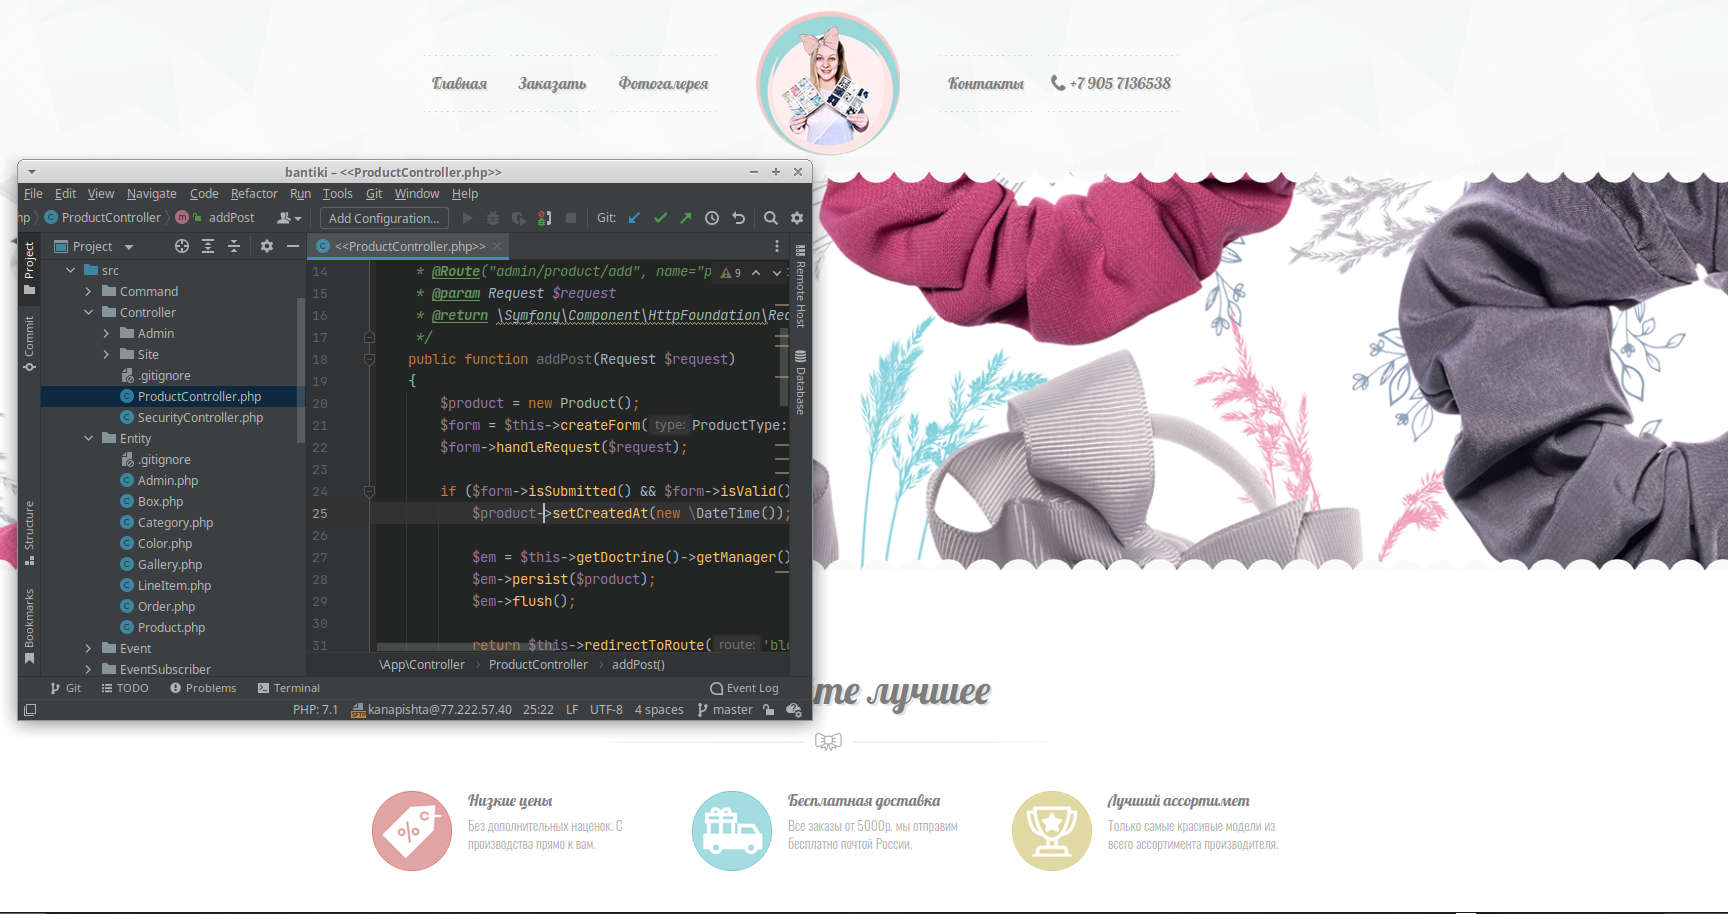 Главная
Заказать
Фотогалерея
Контакты
+7 905 7136538
bantiki – <<ProductController.php>>
File Edit View Navigate Code Refactor Run Tools Git Window Help
ProductController addPost Add Configuration... Git:
Project
<<ProductController.php>>
Project
Commit
Structure
Bookmarks
src
Command
Controller
Admin
Site
.gitignore
ProductController.php
SecurityController.php
Entity
.gitignore
Admin.php
Box.php
Category.php
Color.php
Gallery.php
LineItem.php
Order.php
Product.php
Event
EventSubscriber
14 * @Route("admin/product/add", name="p 9
15 * @param Request $request
16 * @return \Symfony\Component\HttpFoundation\Red
17 */
18 public function addPost(Request $request)
19 {
20 $product = new Product();
21 $form = $this->createForm( type: ProductType:
22 $form->handleRequest($request);
23
24 if ($form->isSubmitted() && $form->isValid()
25 $product->setCreatedAt(new \DateTime());
26
27 $em = $this->getDoctrine()->getManager()
28 $em->persist($product);
29 $em->flush();
30
31 return $this->redirectToRoute( route: 'blo
Remote Host
Database
\App\Controller ProductController addPost()
Git TODO Problems Terminal Event Log
PHP: 7.1 SFTP kanapishta@77.222.57.40 25:22 LF UTF-8 4 spaces master
лучшее
Низкие цены
Без дополнительных наценок. С
производства прямо к вам.
Бесплатная доставка
Все заказы от 5000р. мы отправим
бесплатно почтой России.
Лучший ассортимет
Только самые красивые модели из
всего ассортимента производителя.